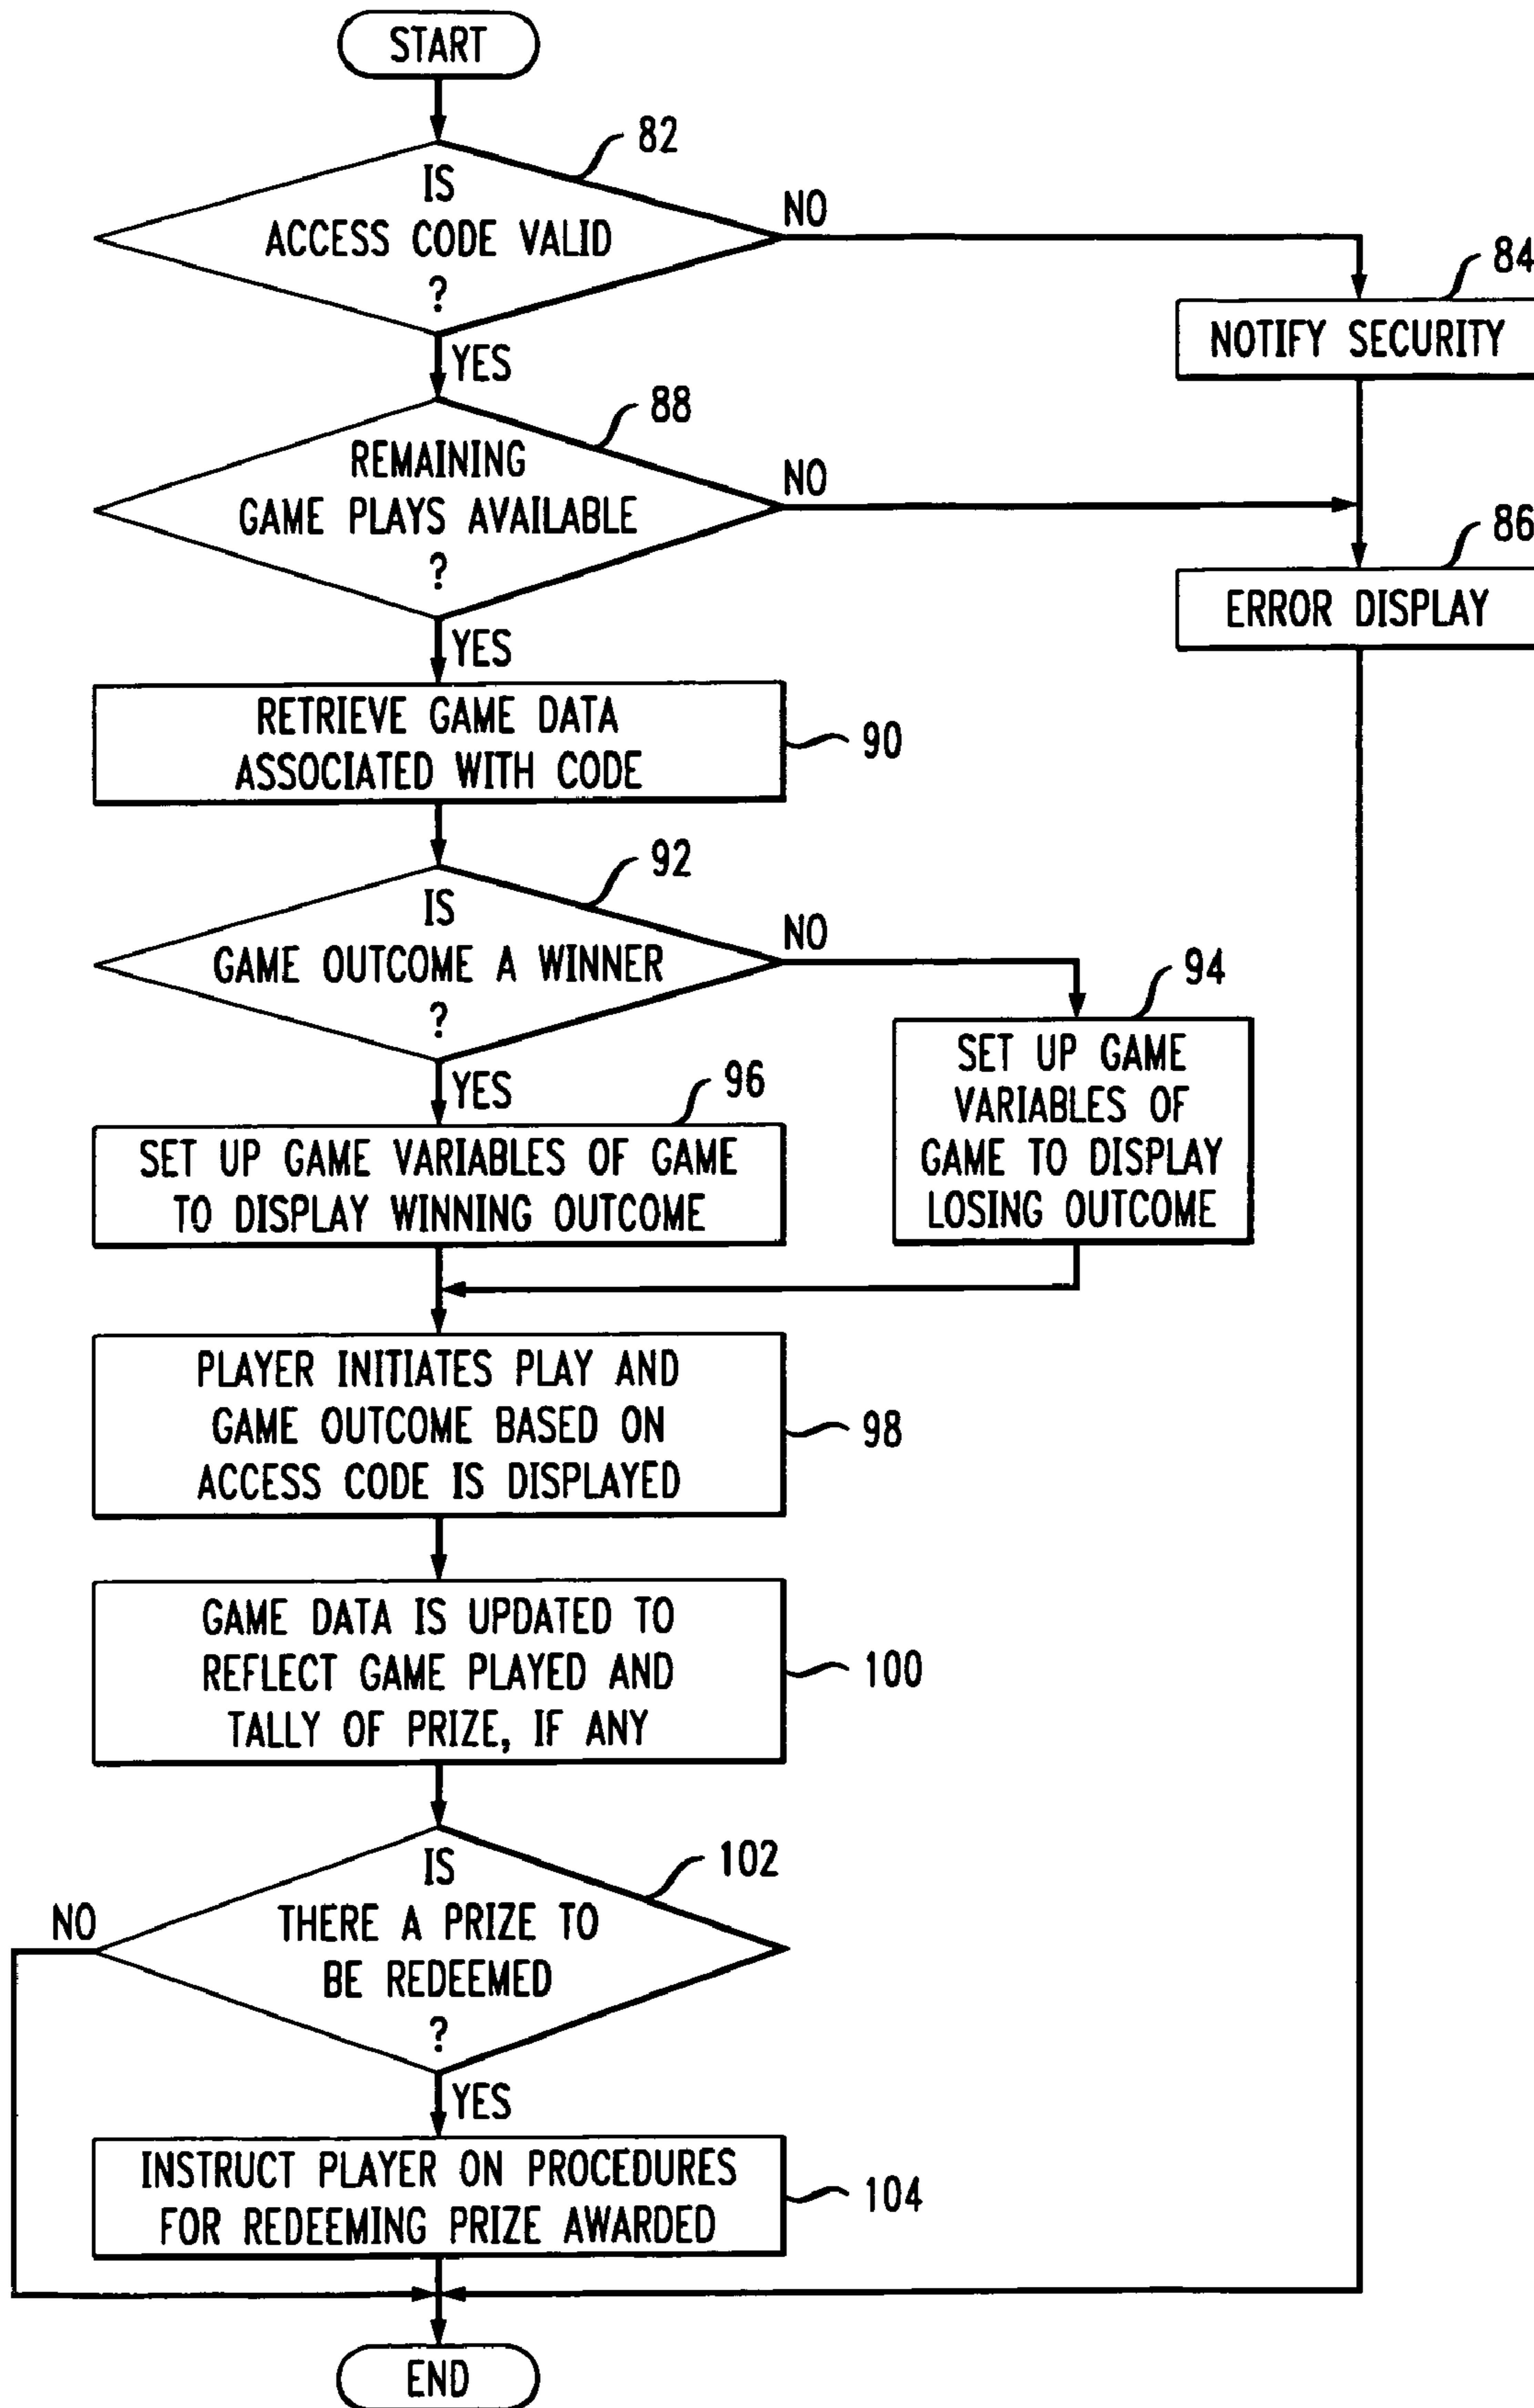 START
82
IS
ACCESS CODE VALID
?
NO
84
NOTIFY SECURITY
YES
88
REMAINING
GAME PLAYS AVAILABLE
?
NO
86
ERROR DISPLAY
YES
RETRIEVE GAME DATA
ASSOCIATED WITH CODE
90
92
IS
GAME OUTCOME A WINNER
?
NO
94
SET UP GAME
VARIABLES OF
GAME TO DISPLAY
LOSING OUTCOME
YES
96
SET UP GAME VARIABLES OF GAME
TO DISPLAY WINNING OUTCOME
PLAYER INITIATES PLAY AND
GAME OUTCOME BASED ON
ACCESS CODE IS DISPLAYED
98
GAME DATA IS UPDATED TO
REFLECT GAME PLAYED AND
TALLY OF PRIZE, IF ANY
100
102
IS
THERE A PRIZE TO
BE REDEEMED
?
NO
YES
INSTRUCT PLAYER ON PROCEDURES
FOR REDEEMING PRIZE AWARDED
104
END